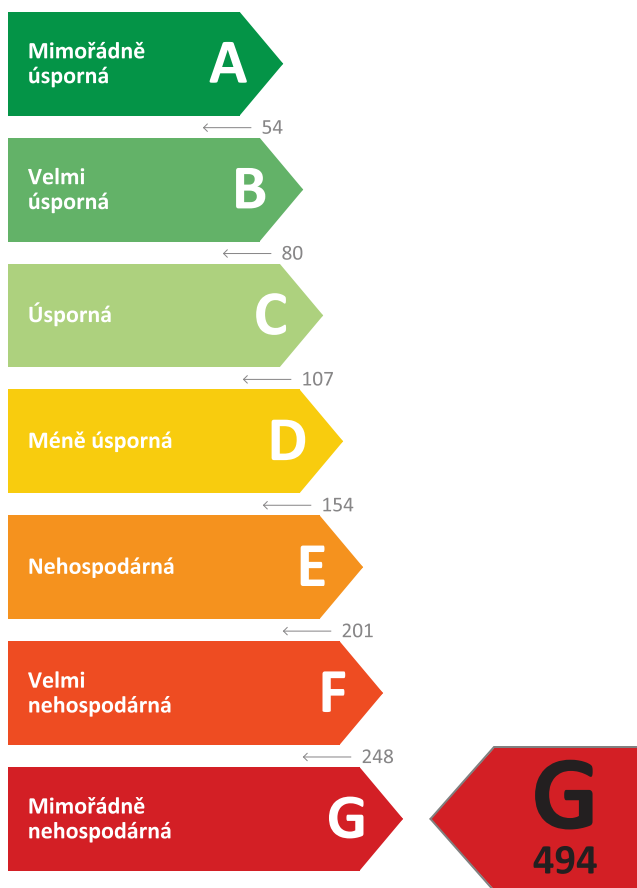 Mimořádně
úsporná
A
54
Velmi
úsporná
B
80
Úsporná
C
107
Méně úsporná
D
154
Nehospodárná
E
201
Velmi
nehospodárná
F
248
Mimořádně
nehospodárná
G
G
494